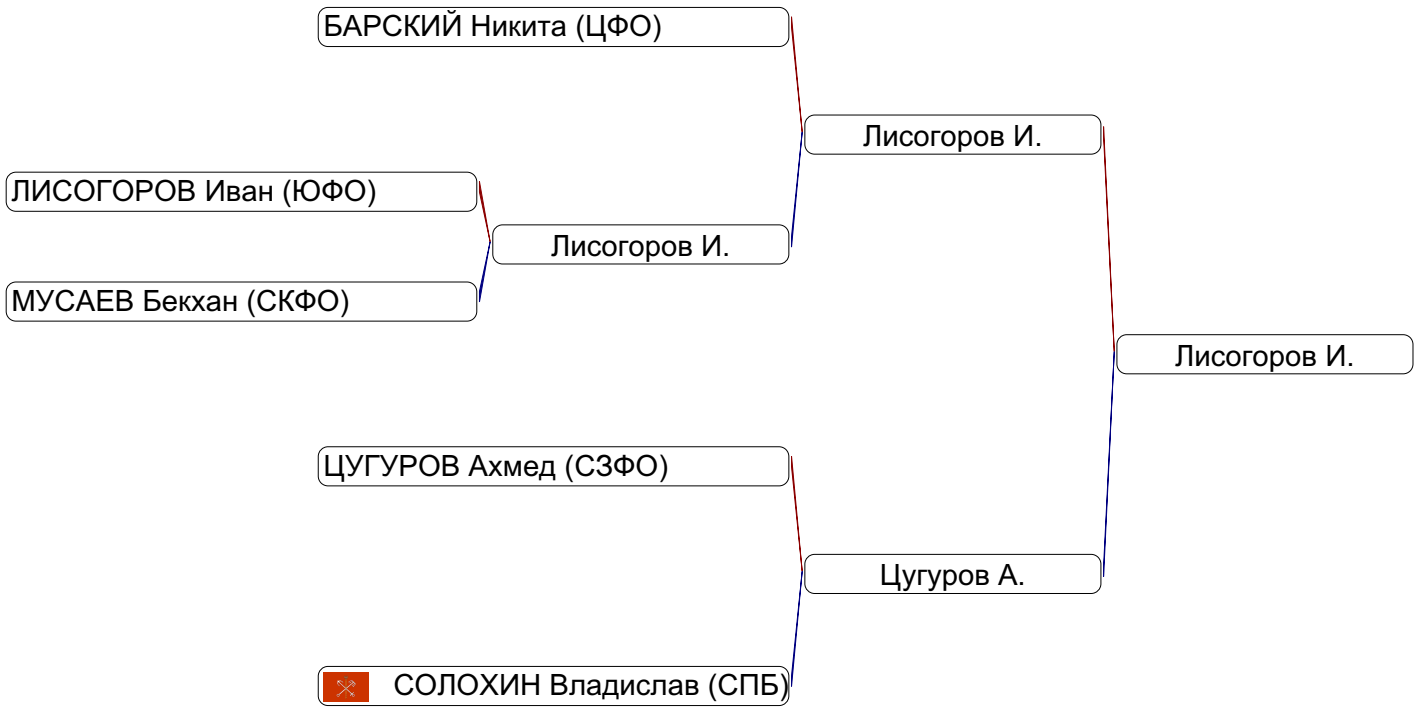 БАРСКИЙ Никита (ЦФО)
Лисогоров И.
ЛИСОГОРОВ Иван (ЮФО)
Лисогоров И.
МУСАЕВ Бекхан (СКФО)
Лисогоров И.
ЦУГУРОВ Ахмед (СЗФО)
Цугуров А.
СОЛОХИН Владислав (СПБ)